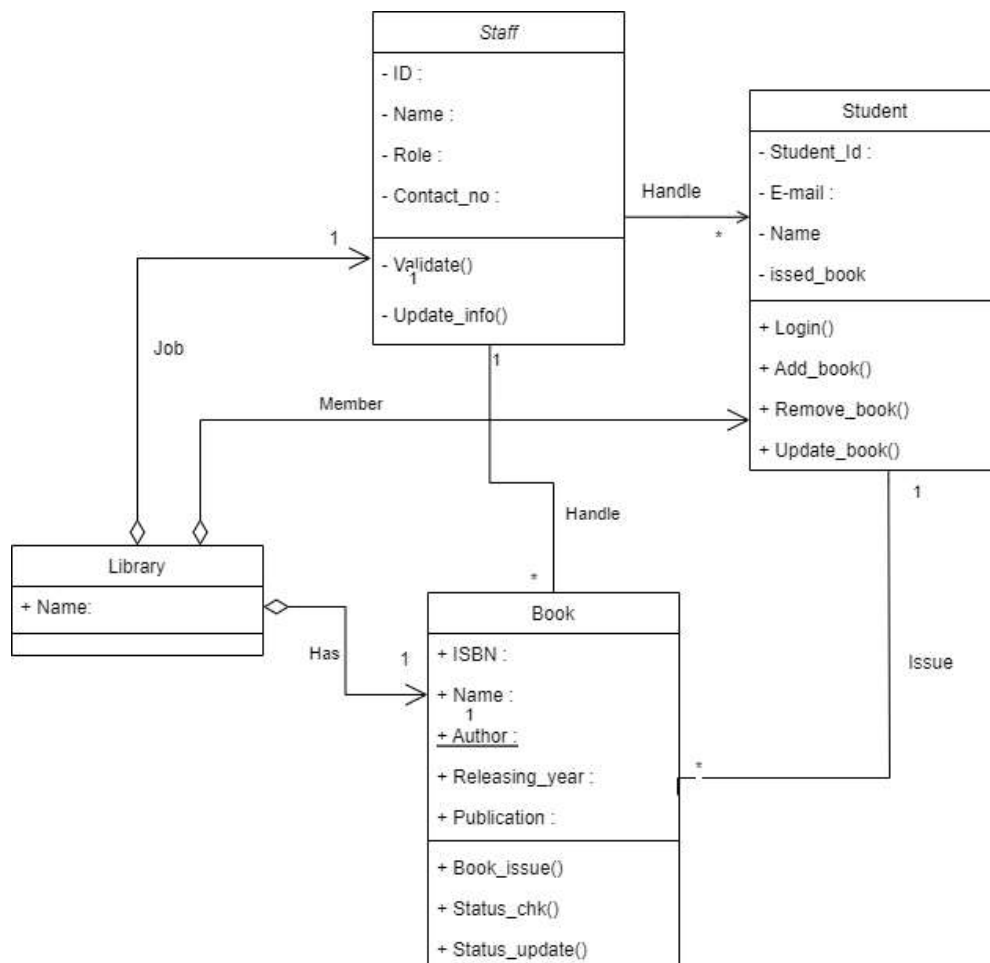 Staff
- ID :
- Name :
- Role :
- Contact_no :
- Validate()
1
- Update_info()
Student
- Student_Id :
- E-mail :
- Name
- issed_book
+ Login()
+ Add_book()
+ Remove_book()
+ Update_book()
Handle
*
1
Job
1
Member
Handle
*
1
Issue
*
Library
+ Name:
Has
1
Book
+ ISBN :
+ Name :
1
+ Author :
+ Releasing_year :
+ Publication :
+ Book_issue()
+ Status_chk()
+ Status_update()